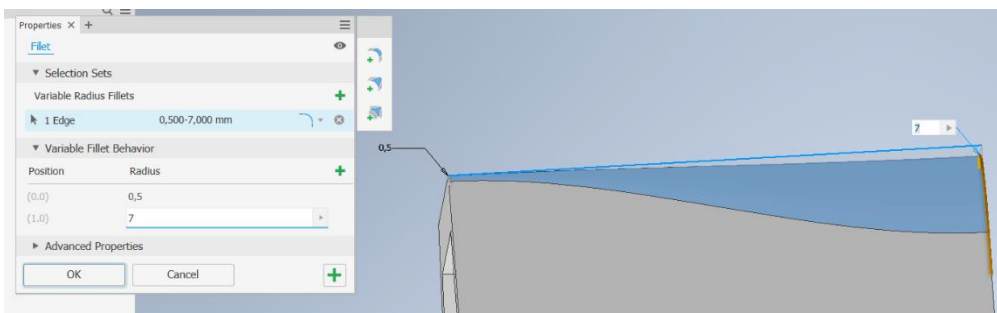 Properties × +
Fillet
Selection Sets
Variable Radius Fillets +
1 Edge 0,500-7,000 mm
Variable Fillet Behavior
Position Radius +
(0.0) 0,5
(1.0) 7
Advanced Properties
OK Cancel +
0,5
7